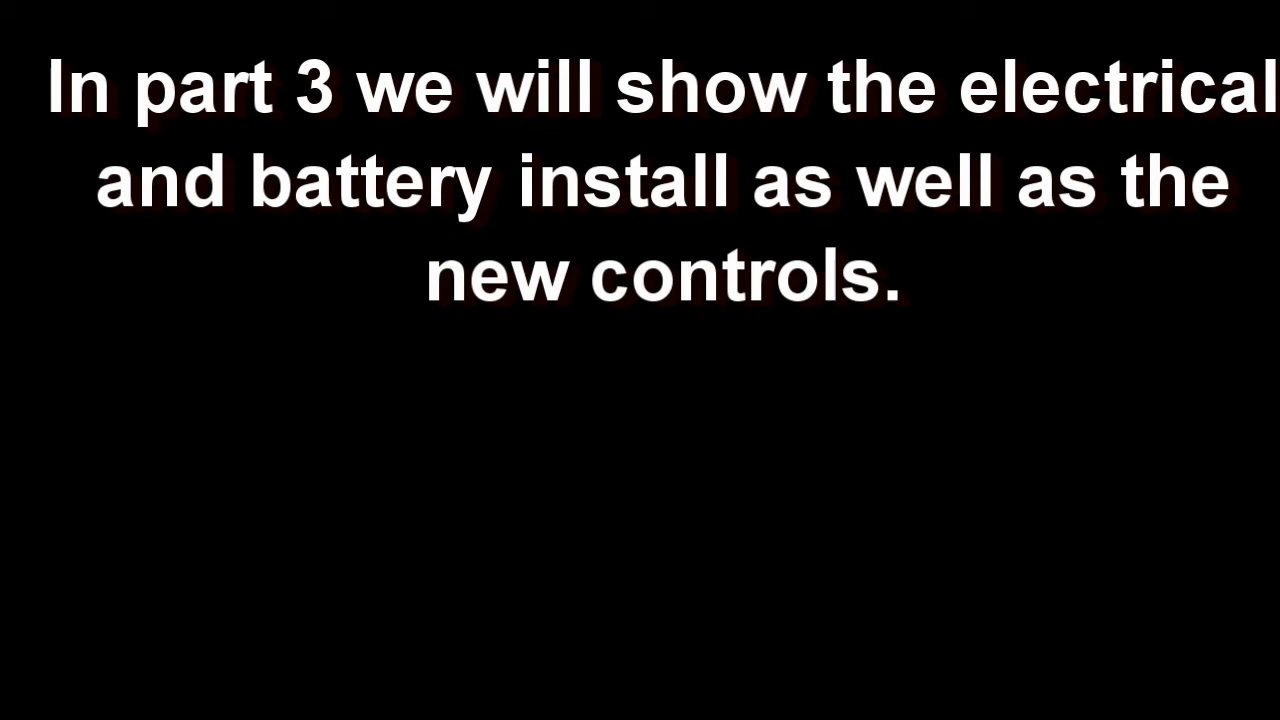 In part 3 we will show the electrical
and battery install as well as the
new controls.